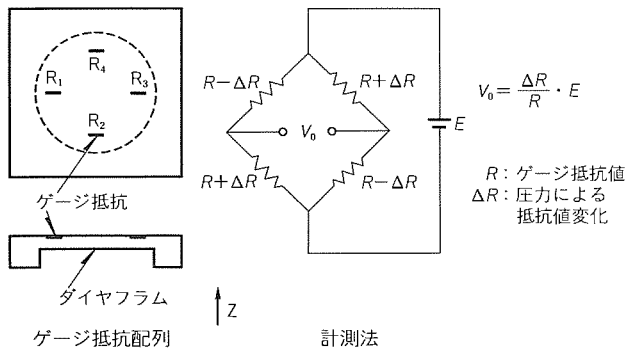 R₁
R₄
R₃
R₂
ゲージ抵抗
ダイヤフラム
Z
ゲージ抵抗配列
R−ΔR
R+ΔR
V₀
R+ΔR
R−ΔR
E
計測法
V₀=ΔR/R・E
R：ゲージ抵抗値
ΔR：圧力による
抵抗値変化